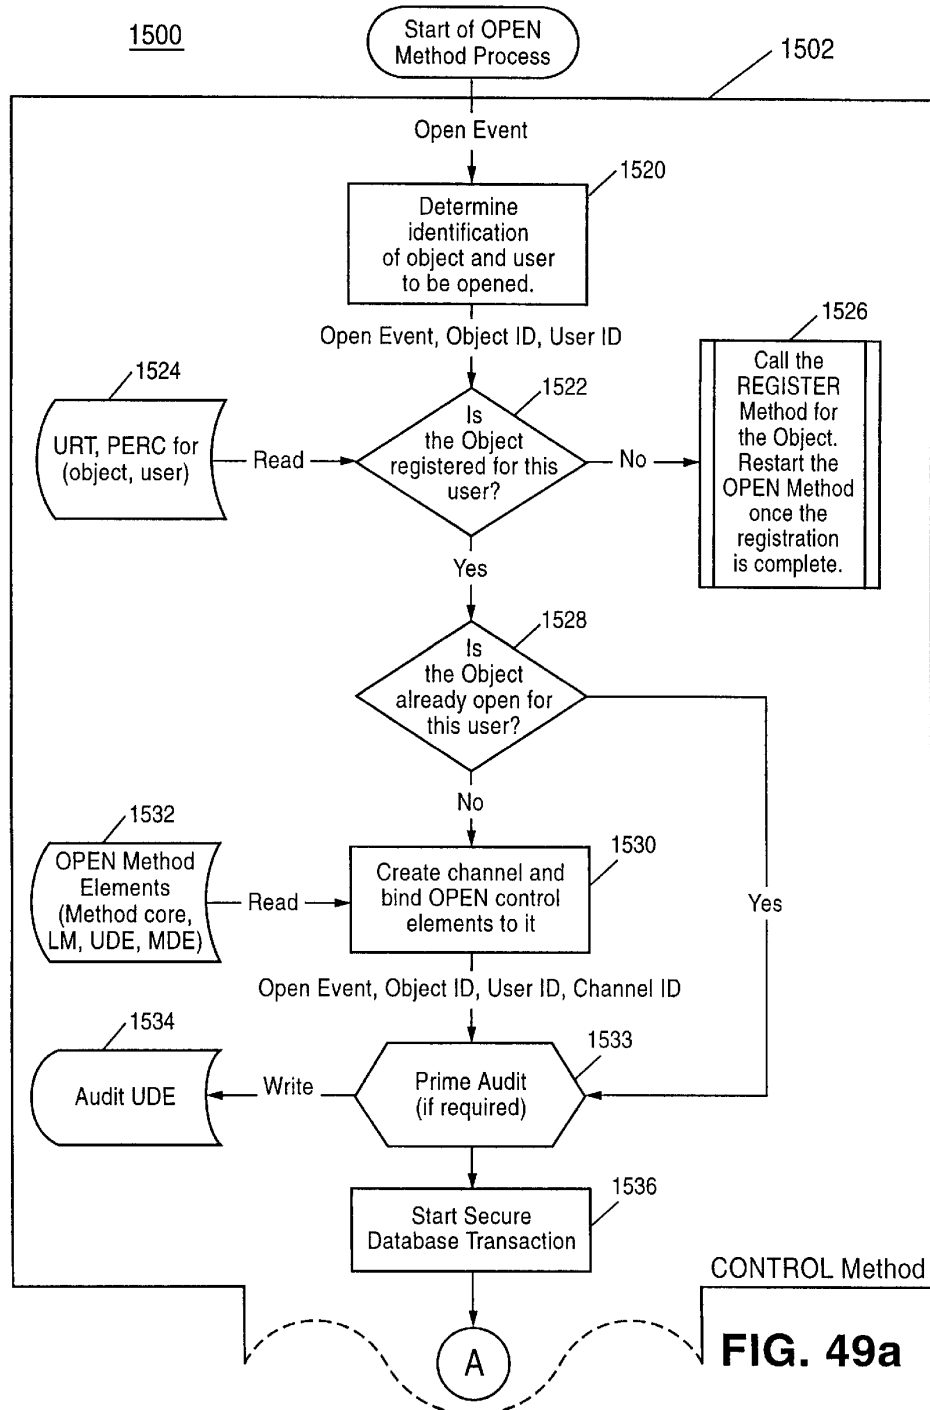 1500
Start of OPEN
Method Process
1502
Open Event
1520
Determine
identification
of object and user
to be opened.
Open Event, Object ID, User ID
1526
Call the
REGISTER
Method for
the Object.
Restart the
OPEN Method
once the
registration
is complete.
1524
URT, PERC for
(object, user)
Read
1522
Is
the Object
registered for this
user?
No
Yes
1528
Is
the Object
already open for
this user?
No
Yes
1532
OPEN Method
Elements
(Method core,
LM, UDE, MDE)
Read
1530
Create channel and
bind OPEN control
elements to it
Open Event, Object ID, User ID, Channel ID
1534
Audit UDE
Write
1533
Prime Audit
(if required)
1536
Start Secure
Database Transaction
CONTROL Method
A
FIG. 49a